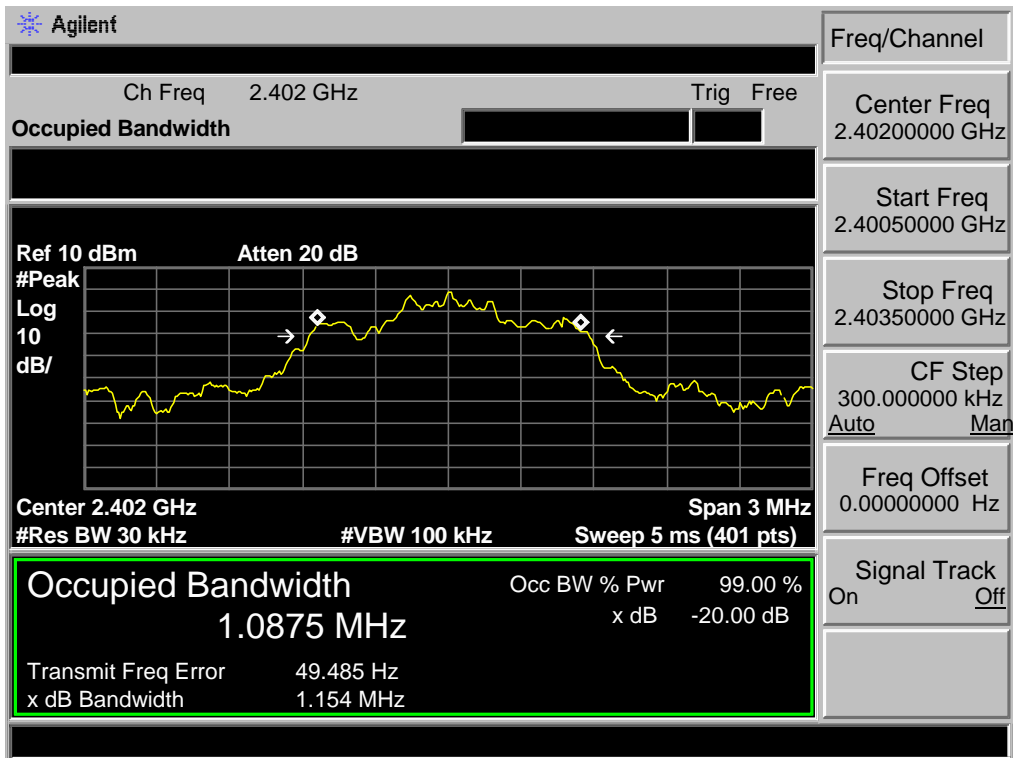 Agilent
Ch Freq 2.402 GHz Trig Free
Occupied Bandwidth
Ref 10 dBm Atten 20 dB
#Peak
Log
10
dB/
Center 2.402 GHz Span 3 MHz
#Res BW 30 kHz #VBW 100 kHz Sweep 5 ms (401 pts)
Occupied Bandwidth Occ BW % Pwr 99.00 %
1.0875 MHz x dB -20.00 dB
Transmit Freq Error 49.485 Hz
x dB Bandwidth 1.154 MHz
Freq/Channel
Center Freq
2.40200000 GHz
Start Freq
2.40050000 GHz
Stop Freq
2.40350000 GHz
CF Step
300.000000 kHz
Auto Man
Freq Offset
0.00000000 Hz
Signal Track
On Off